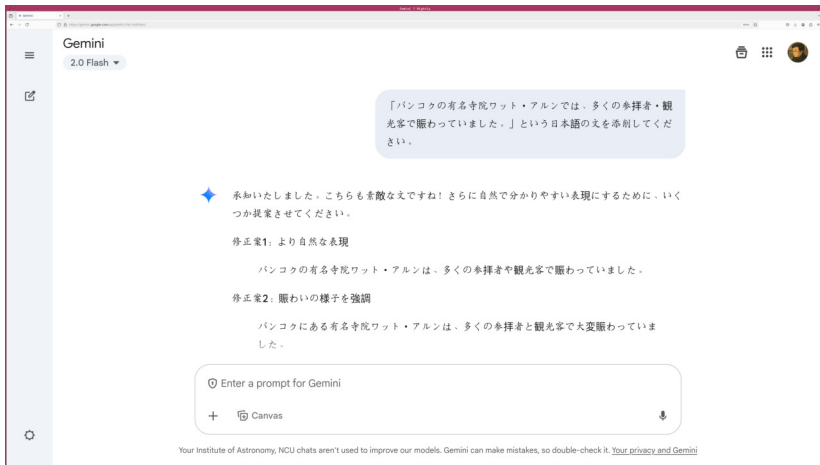 Gemini
2.0 Flash
「バンコクの有名寺院ワット・アルンでは、多くの参拝者・観
光客で賑わっていました。」という日本語の文を添削してくだ
さい。
承知いたしました。こちらも素敵な文ですね！さらに自然で分かりやすい表現にするために、いく
つか提案させてください。
修正案1：より自然な表現
バンコクの有名寺院ワット・アルンは、多くの参拝者や観光客で賑わっていました。
修正案2：賑わいの様子を強調
バンコクにある有名寺院ワット・アルンは、多くの参拝者と観光客で大変賑わっていま
した。
Enter a prompt for Gemini
Canvas
Your Institute of Astronomy, NCU chats aren't used to improve our models. Gemini can make mistakes, so double-check it. Your privacy and Gemini